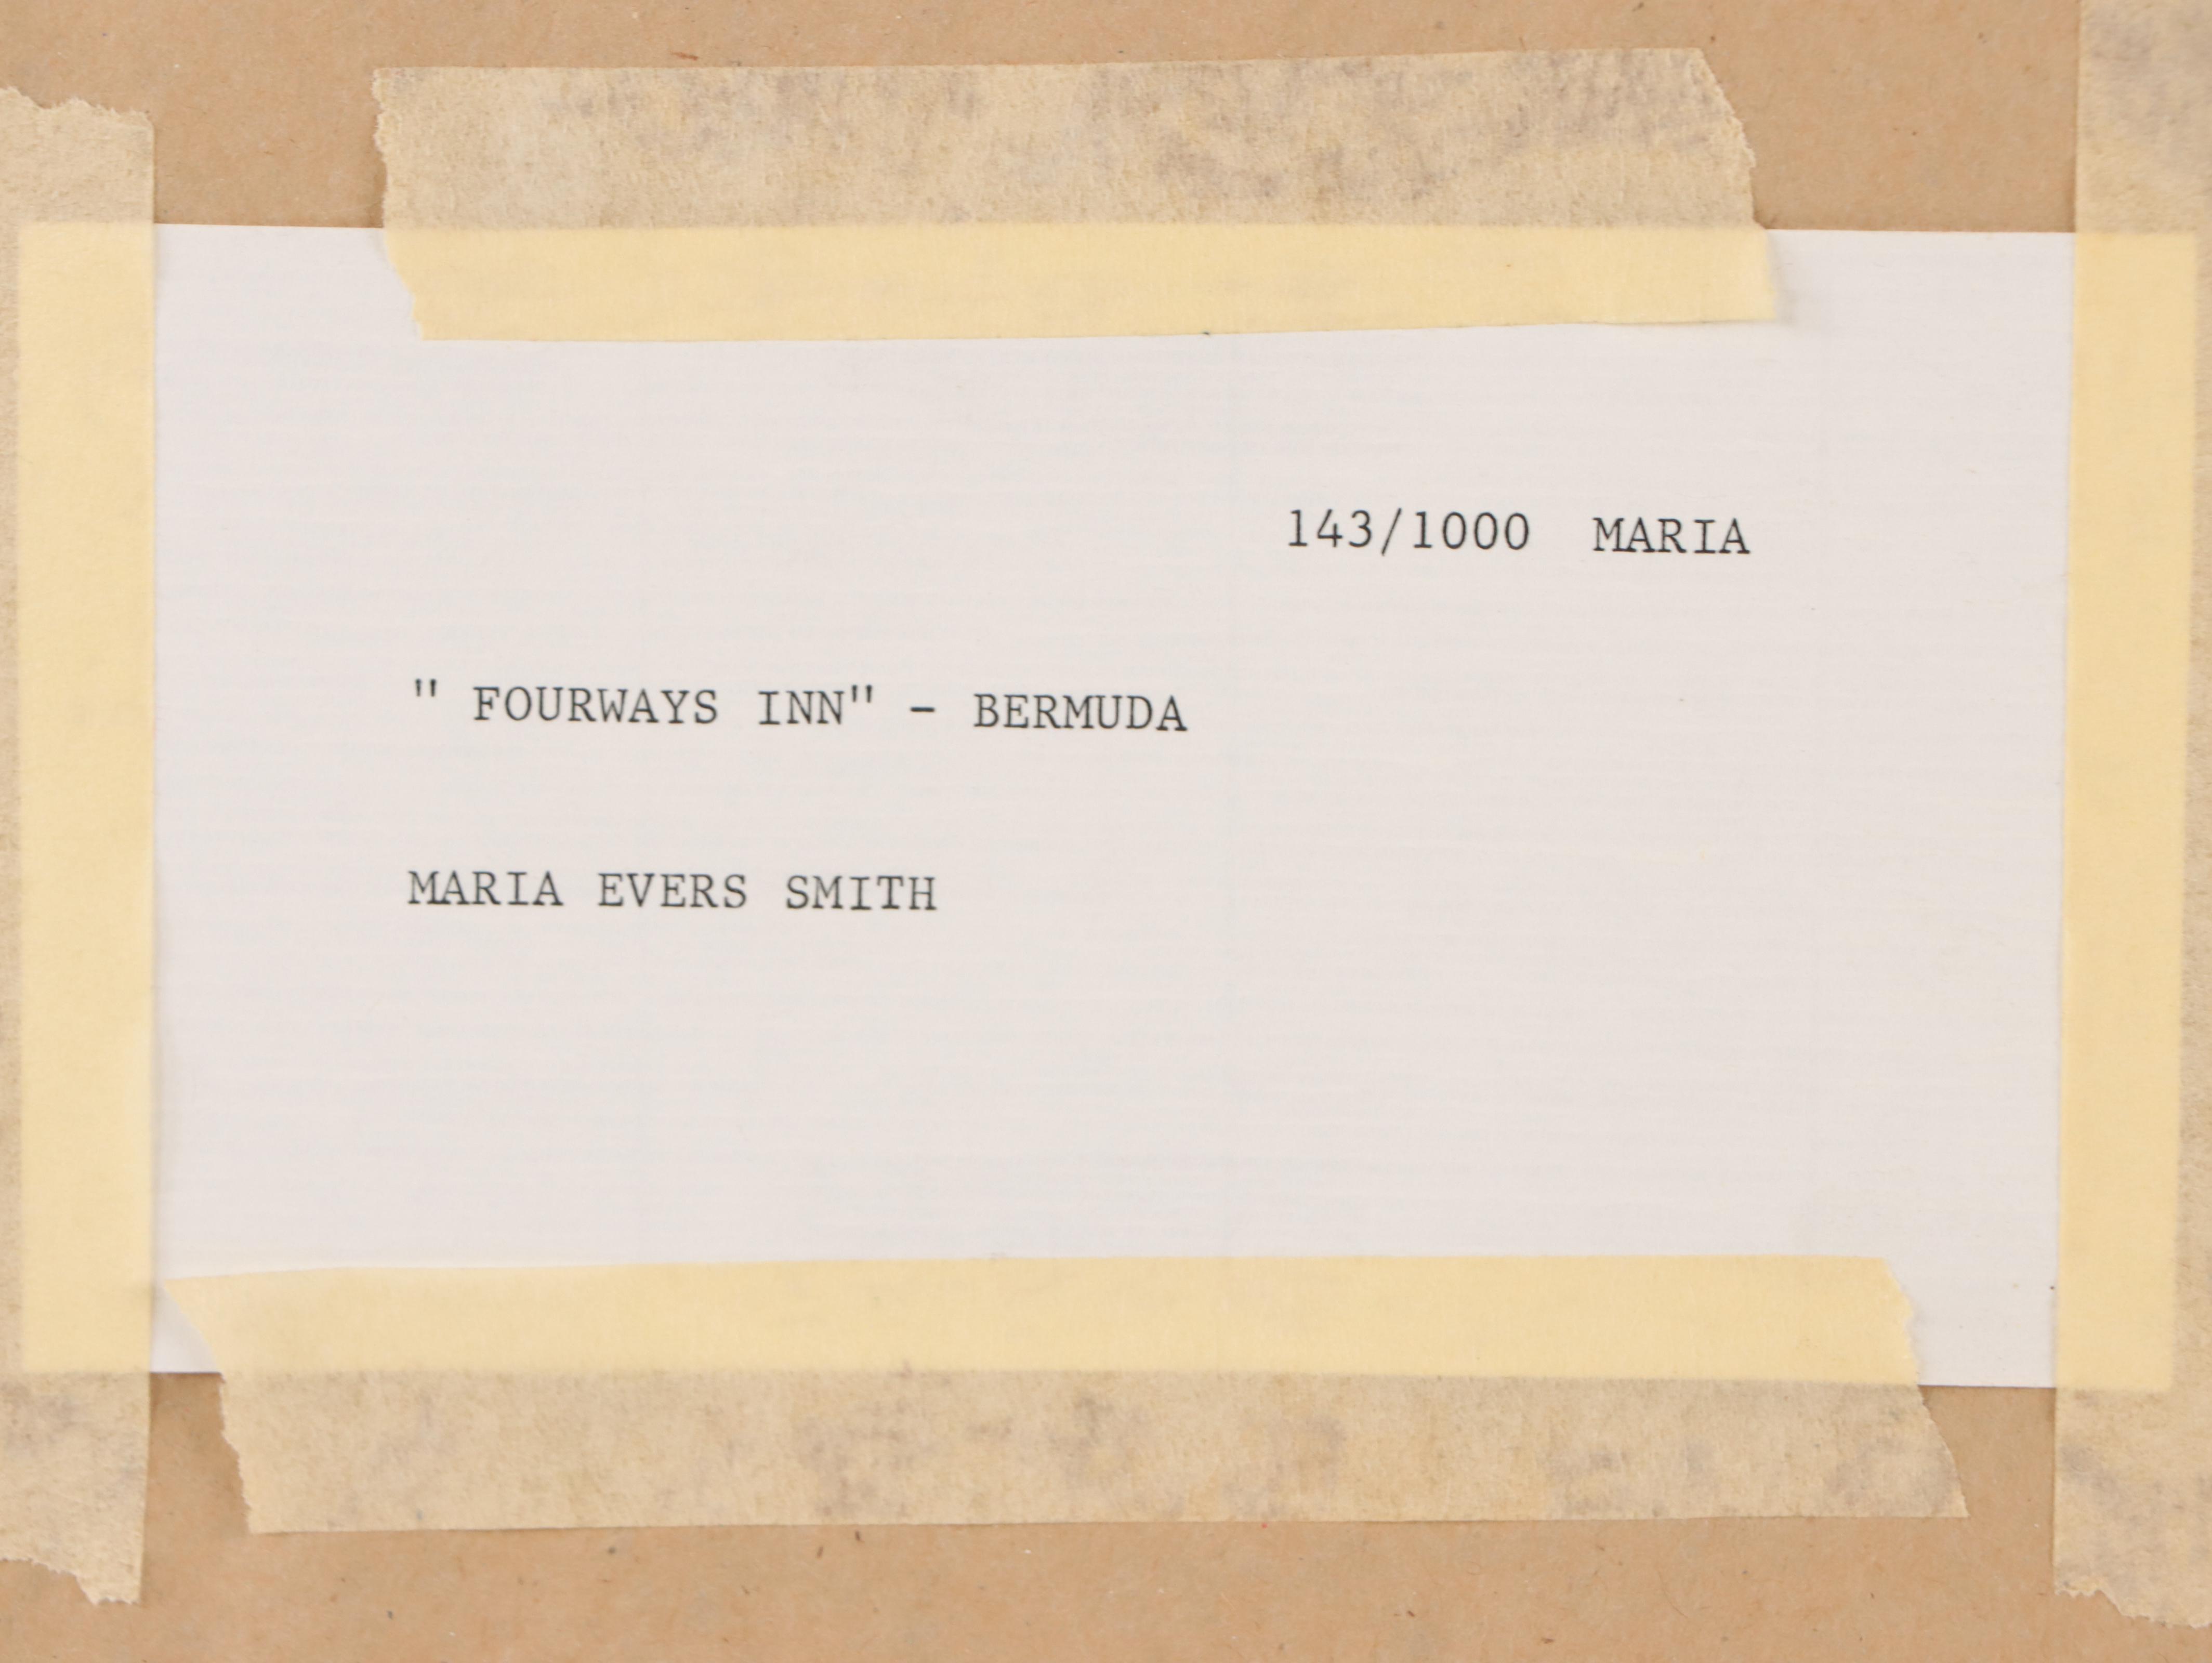 143/1000 MARIA
" FOURWAYS INN" - BERMUDA
MARIA EVERS SMITH